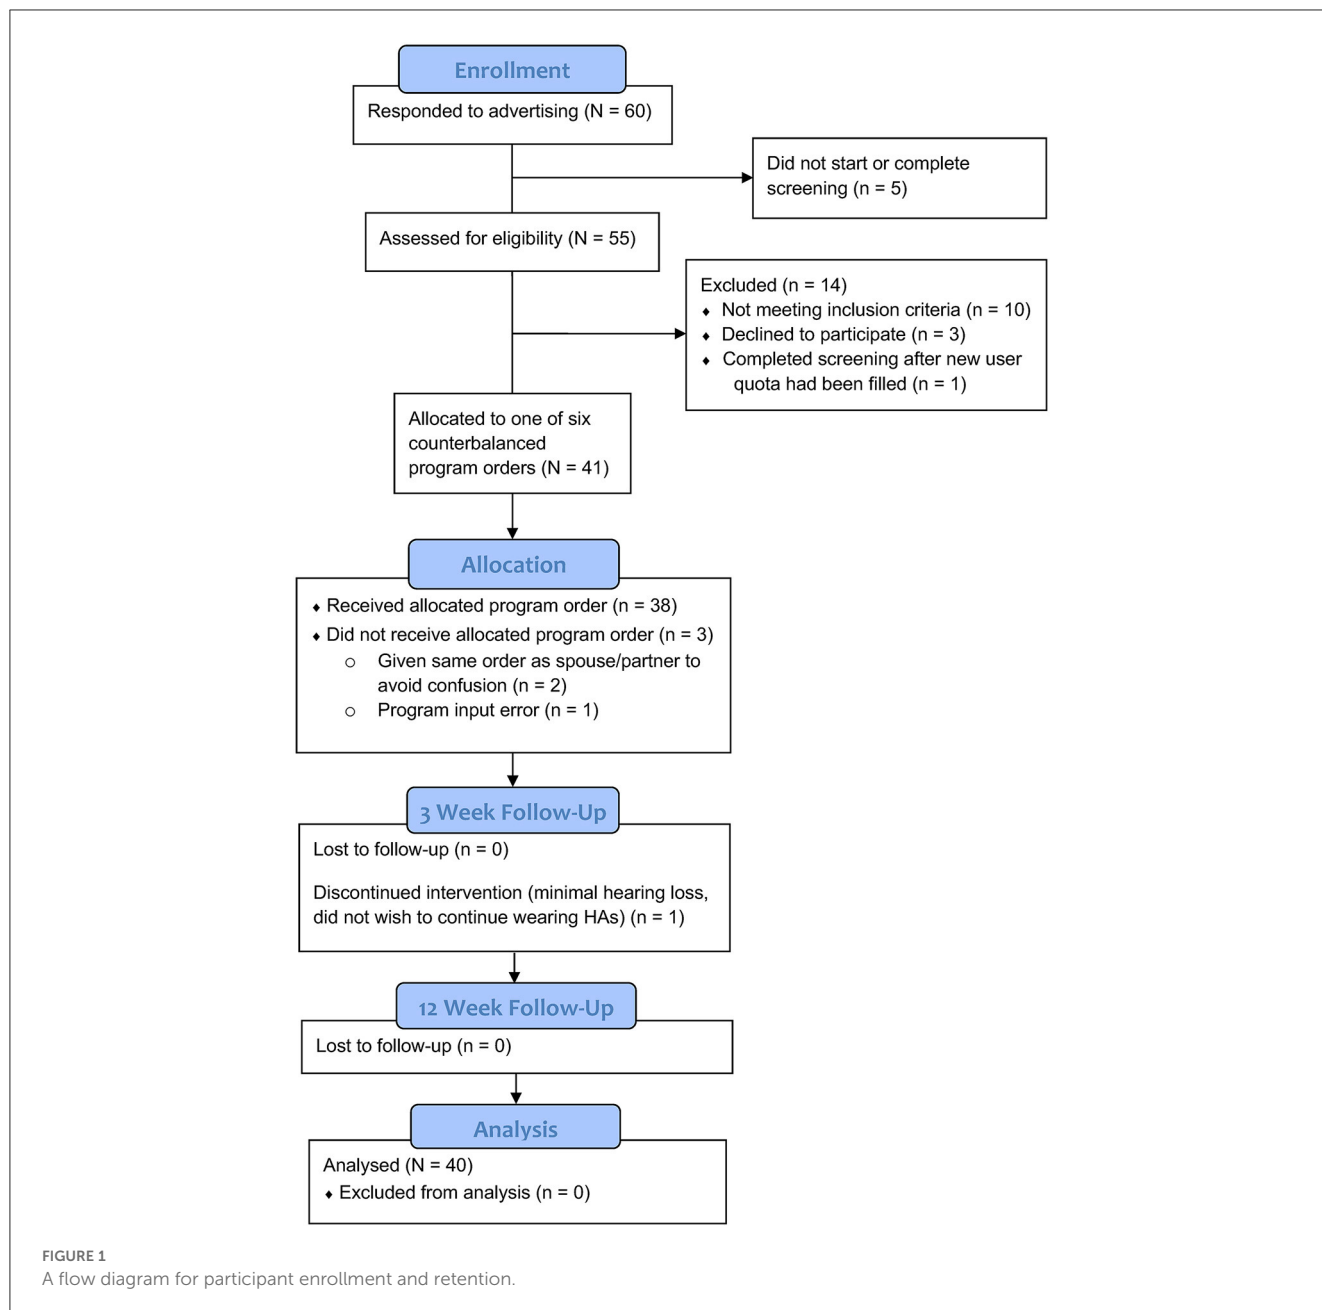 Enrollment
Responded to advertising (N = 60)
Did not start or complete
screening (n = 5)
Assessed for eligibility (N = 55)
Excluded (n = 14)
♦ Not meeting inclusion criteria (n = 10)
♦ Declined to participate (n = 3)
♦ Completed screening after new user
quota had been filled (n = 1)
Allocated to one of six
counterbalanced
program orders (N = 41)
Allocation
♦ Received allocated program order (n = 38)
♦ Did not receive allocated program order (n = 3)
o Given same order as spouse/partner to
avoid confusion (n = 2)
o Program input error (n = 1)
3 Week Follow-Up
Lost to follow-up (n = 0)
Discontinued intervention (minimal hearing loss,
did not wish to continue wearing HAs) (n = 1)
12 Week Follow-Up
Lost to follow-up (n = 0)
Analysis
Analysed (N = 40)
♦ Excluded from analysis (n = 0)
FIGURE 1
A flow diagram for participant enrollment and retention.